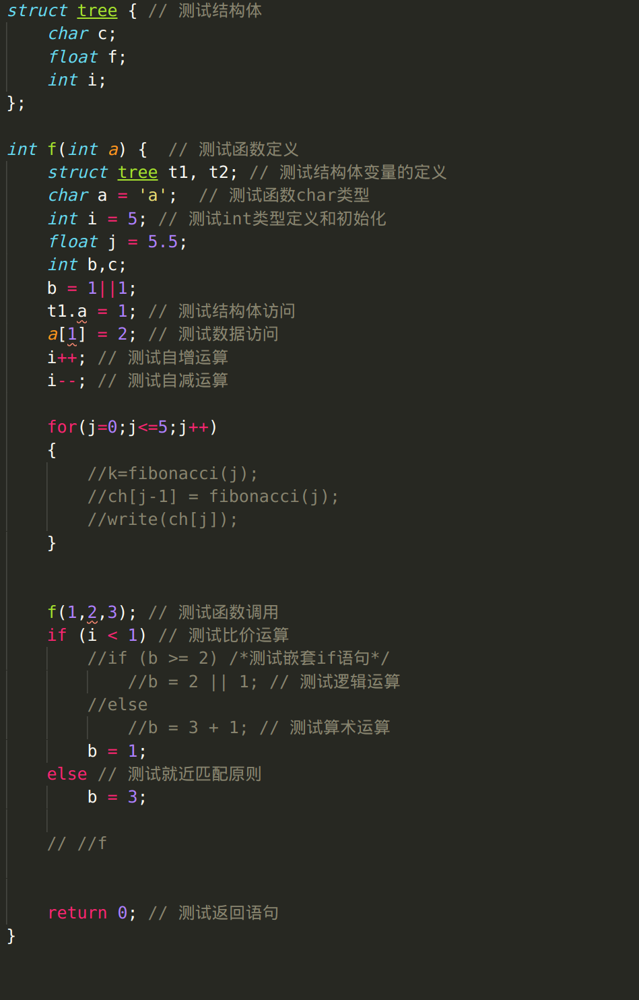 struct tree { // 测试结构体
    char c;
    float f;
    int i;
};

int f(int a) {  // 测试函数定义
    struct tree t1, t2; // 测试结构体变量的定义
    char a = 'a';  // 测试函数char类型
    int i = 5; // 测试int类型定义和初始化
    float j = 5.5;
    int b,c;
    b = 1||1;
    t1.a = 1; // 测试结构体访问
    a[1] = 2; // 测试数据访问
    i++; // 测试自增运算
    i--; // 测试自减运算

    for(j=0;j<=5;j++)
    {
        //k=fibonacci(j);
        //ch[j-1] = fibonacci(j);
        //write(ch[j]);
    }


    f(1,2,3); // 测试函数调用
    if (i < 1) // 测试比价运算
        //if (b >= 2) /*测试嵌套if语句*/
            //b = 2 || 1; // 测试逻辑运算
        //else
            //b = 3 + 1; // 测试算术运算
        b = 1;
    else // 测试就近匹配原则
        b = 3;

    // //f


    return 0; // 测试返回语句
}